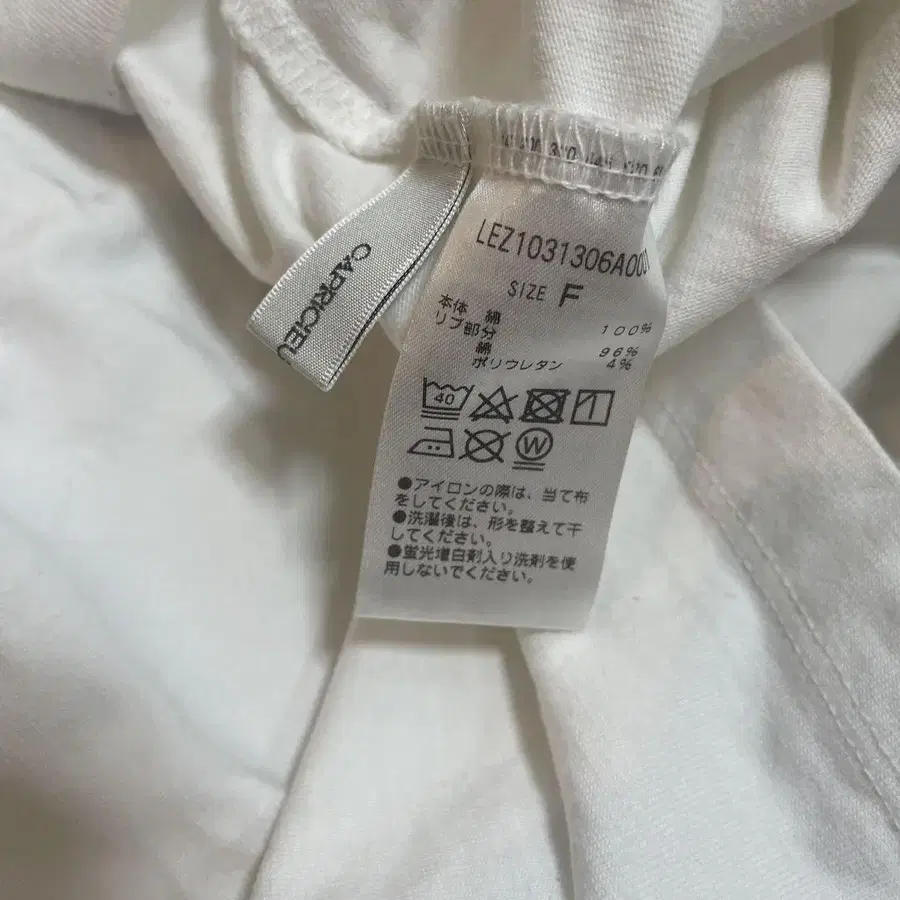 CAPRICIEU
LEZ1031306A00
SIZE F
本体 綿 100%
リブ部分
綿 96%
ポリウレタン 4%
40
W
●アイロンの際は、当て布
をしてください。
●洗濯後は、形を整えて干
してください。
●蛍光増白剤入り洗剤を使
用しないでください。